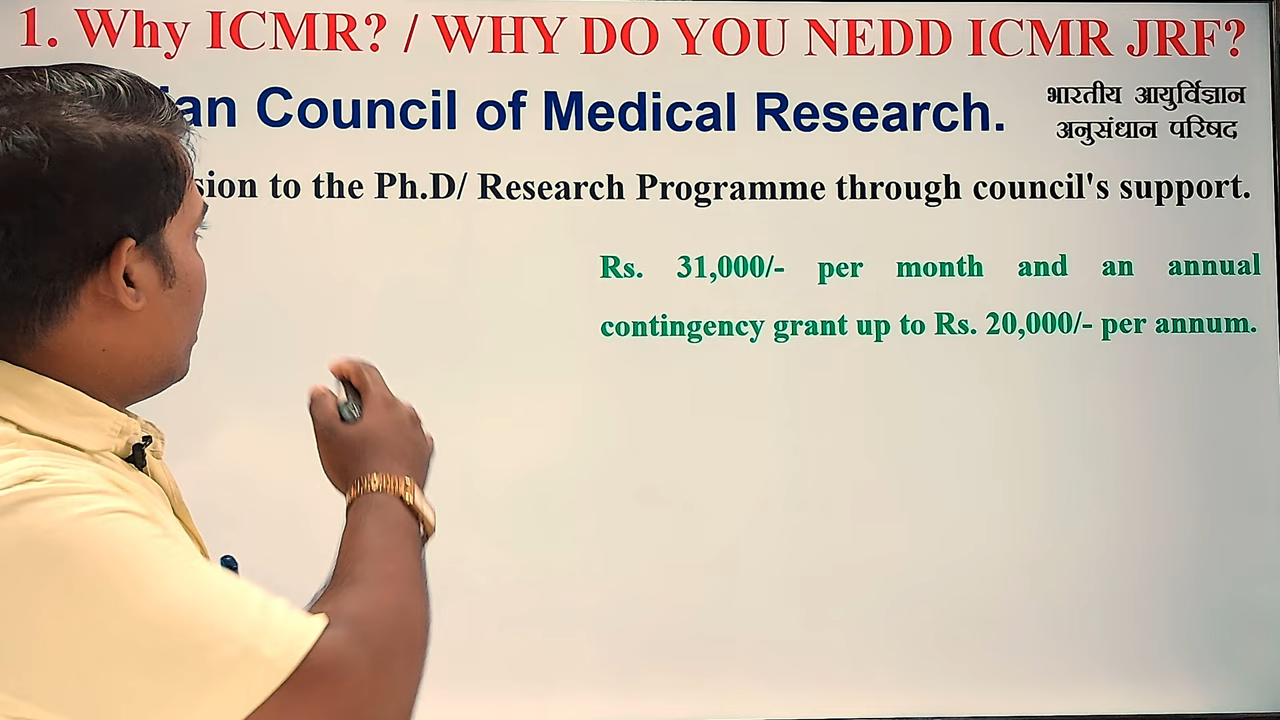 1. Why ICMR? / WHY DO YOU NEDD ICMR JRF?
Council of Medical Research.
भारतीय आयुर्विज्ञान
अनुसंधान परिषद
to the Ph.D/ Research Programme through council's support.
Rs. 31,000/- per month and an annual
contingency grant up to Rs. 20,000/- per annum.